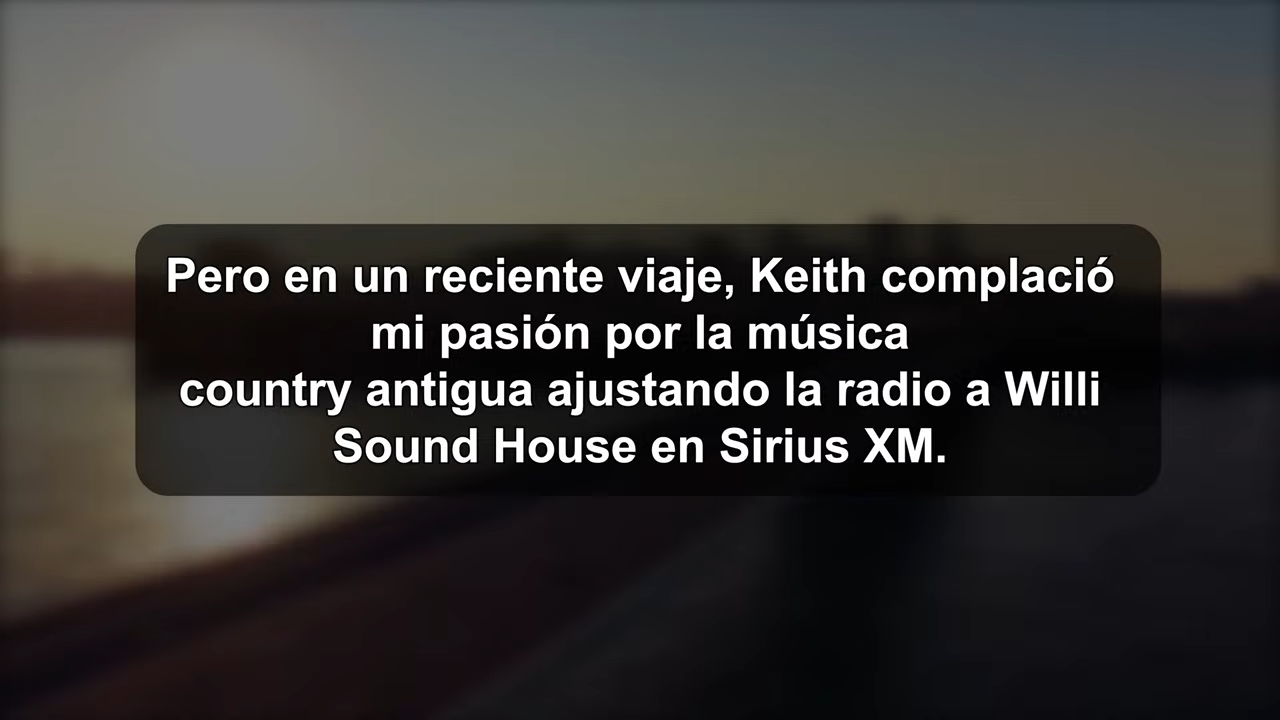 Pero en un reciente viaje, Keith complació
mi pasión por la música
country antigua ajustando la radio a Willi
Sound House en Sirius XM.